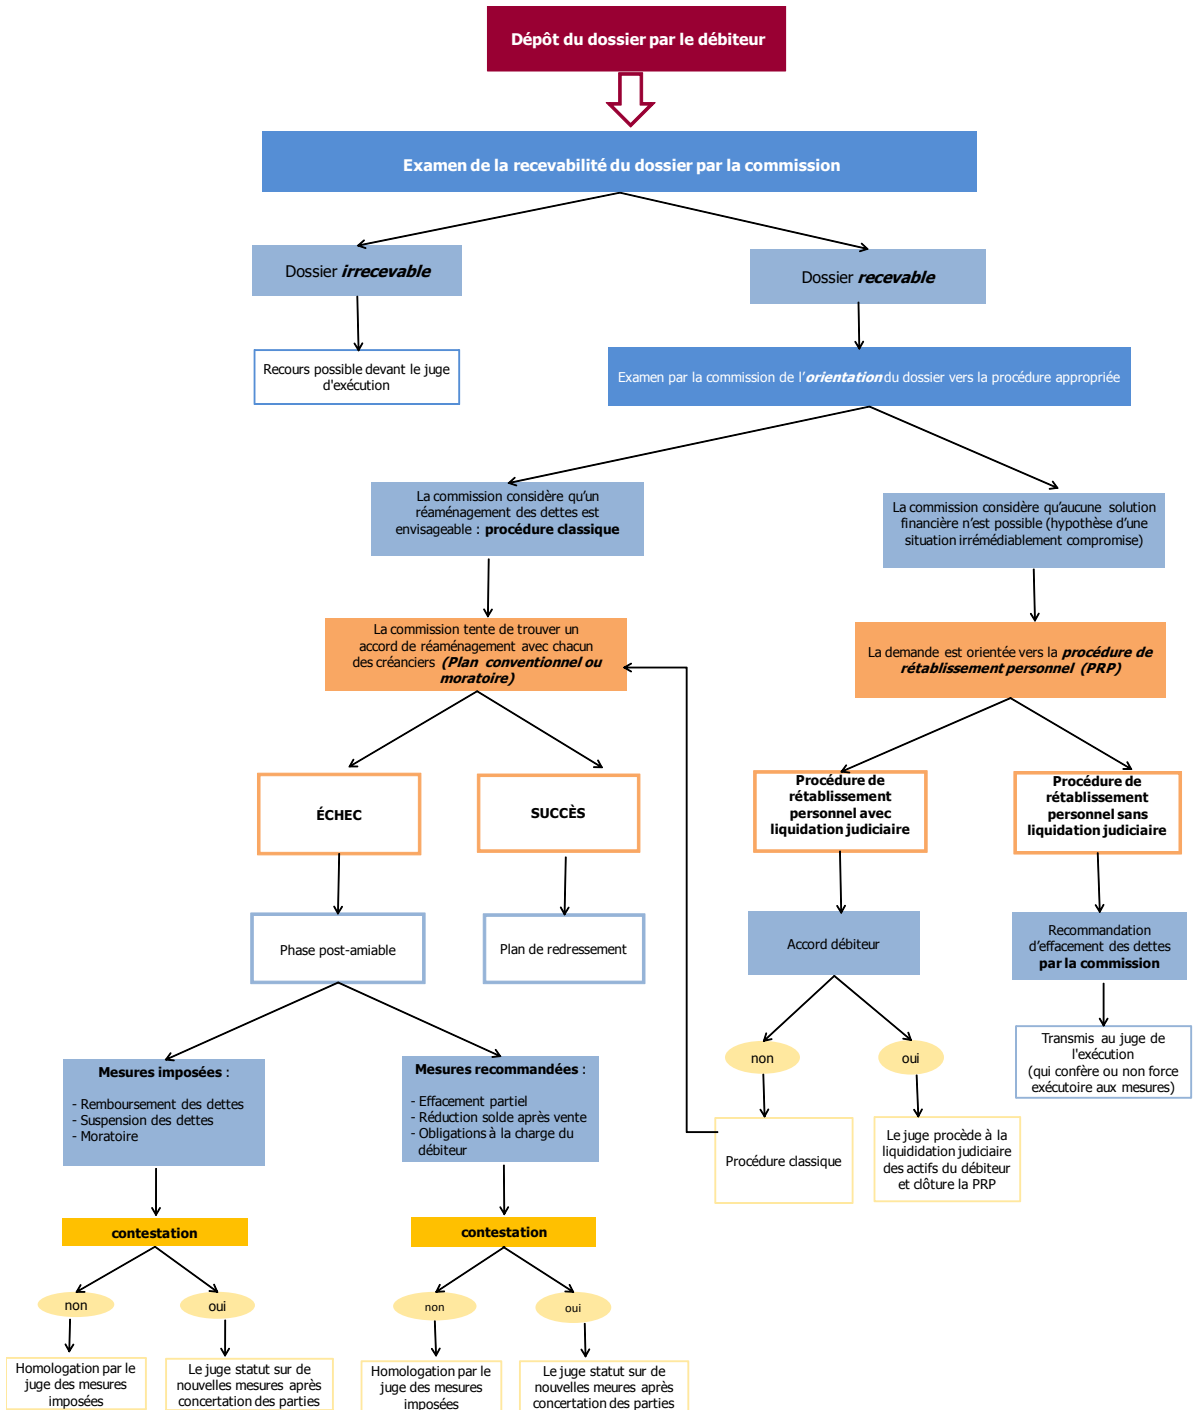 Dépôt du dossier par le débiteur
Examen de la recevabilité du dossier par la commission
Dossier irrecevable
Dossier recevable
Recours possible devant le juge
d'exécution
Examen par la commission de l'orientation du dossier vers la procédure appropriée
La commission considère qu'un
réaménagement des dettes est
envisageable : procédure classique
La commission considère qu'aucune solution
financière n'est possible (hypothèse d'une
situation irrémédiablement compromise)
La commission tente de trouver un
accord de réaménagement avec chacun
des créanciers (Plan conventionnel ou
moratoire)
La demande est orientée vers la procédure de
rétablissement personnel (PRP)
ÉCHEC
SUCCÈS
Procédure de
rétablissement
personnel avec
liquidation judiciaire
Procédure de
rétablissement
personnel sans
liquidation judiciaire
Phase post-amiable
Plan de redressement
Accord débiteur
Recommandation
d'effacement des dettes
par la commission
non
oui
Transmis au juge de
l'exécution
(qui confère ou non force
exécutoire aux mesures)
Mesures imposées :
- Remboursement des dettes
- Suspension des dettes
- Moratoire
Mesures recommandées :
- Effacement partiel
- Réduction solde après vente
- Obligations à la charge du
débiteur
Procédure classique
Le juge procède à la
liquididation judiciaire
des actifs du débiteur
et clôture la PRP
contestation
contestation
non
oui
non
oui
Homologation par le
juge des mesures
imposées
Le juge statut sur de
nouvelles mesures après
concertation des parties
Homologation par le
juge des mesures
imposées
Le juge statut sur de
nouvelles meures après
concertation des parties